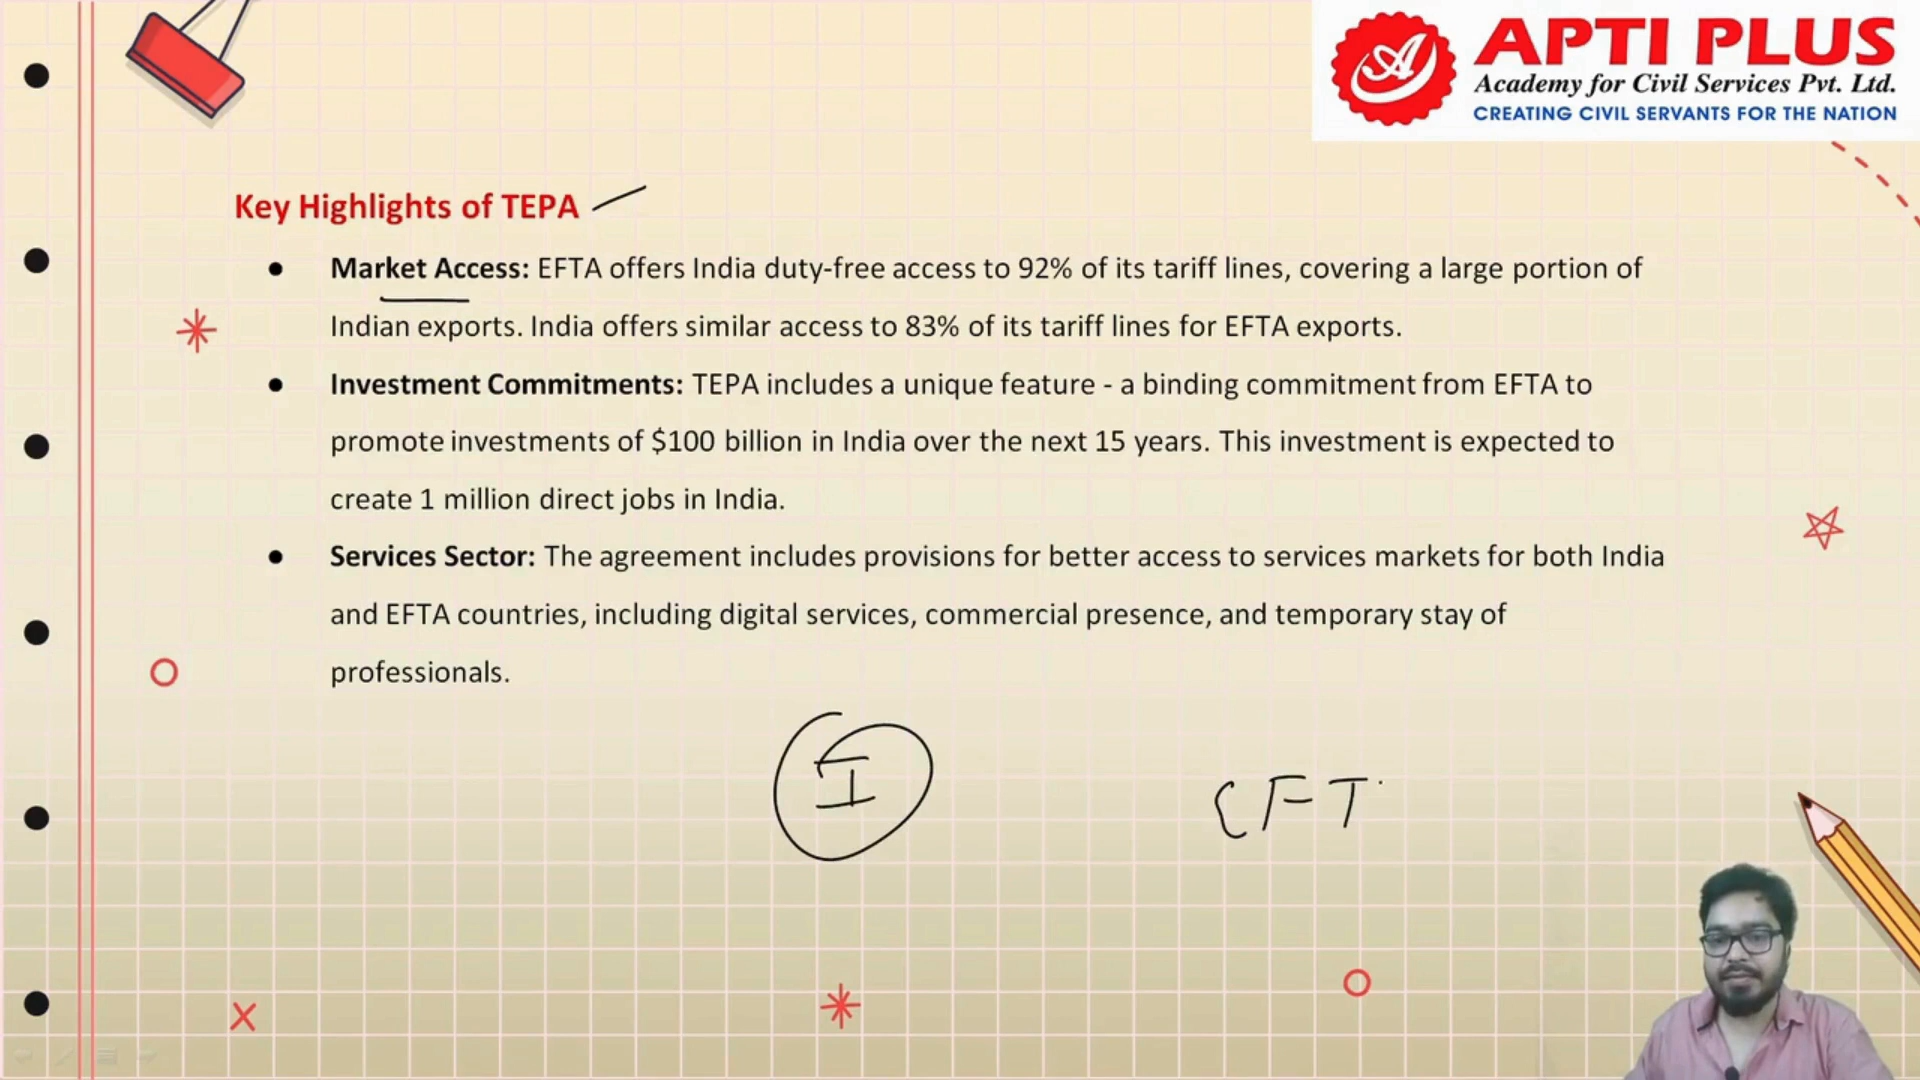 APTI PLUS
Academy for Civil Services Pvt. Ltd.
CREATING CIVIL SERVANTS FOR THE NATION
Key Highlights of TEPA
● Market Access: EFTA offers India duty-free access to 92% of its tariff lines, covering a large portion of
Indian exports. India offers similar access to 83% of its tariff lines for EFTA exports.
● Investment Commitments: TEPA includes a unique feature - a binding commitment from EFTA to
promote investments of $100 billion in India over the next 15 years. This investment is expected to
create 1 million direct jobs in India.
● Services Sector: The agreement includes provisions for better access to services markets for both India
and EFTA countries, including digital services, commercial presence, and temporary stay of
professionals.
I EFT